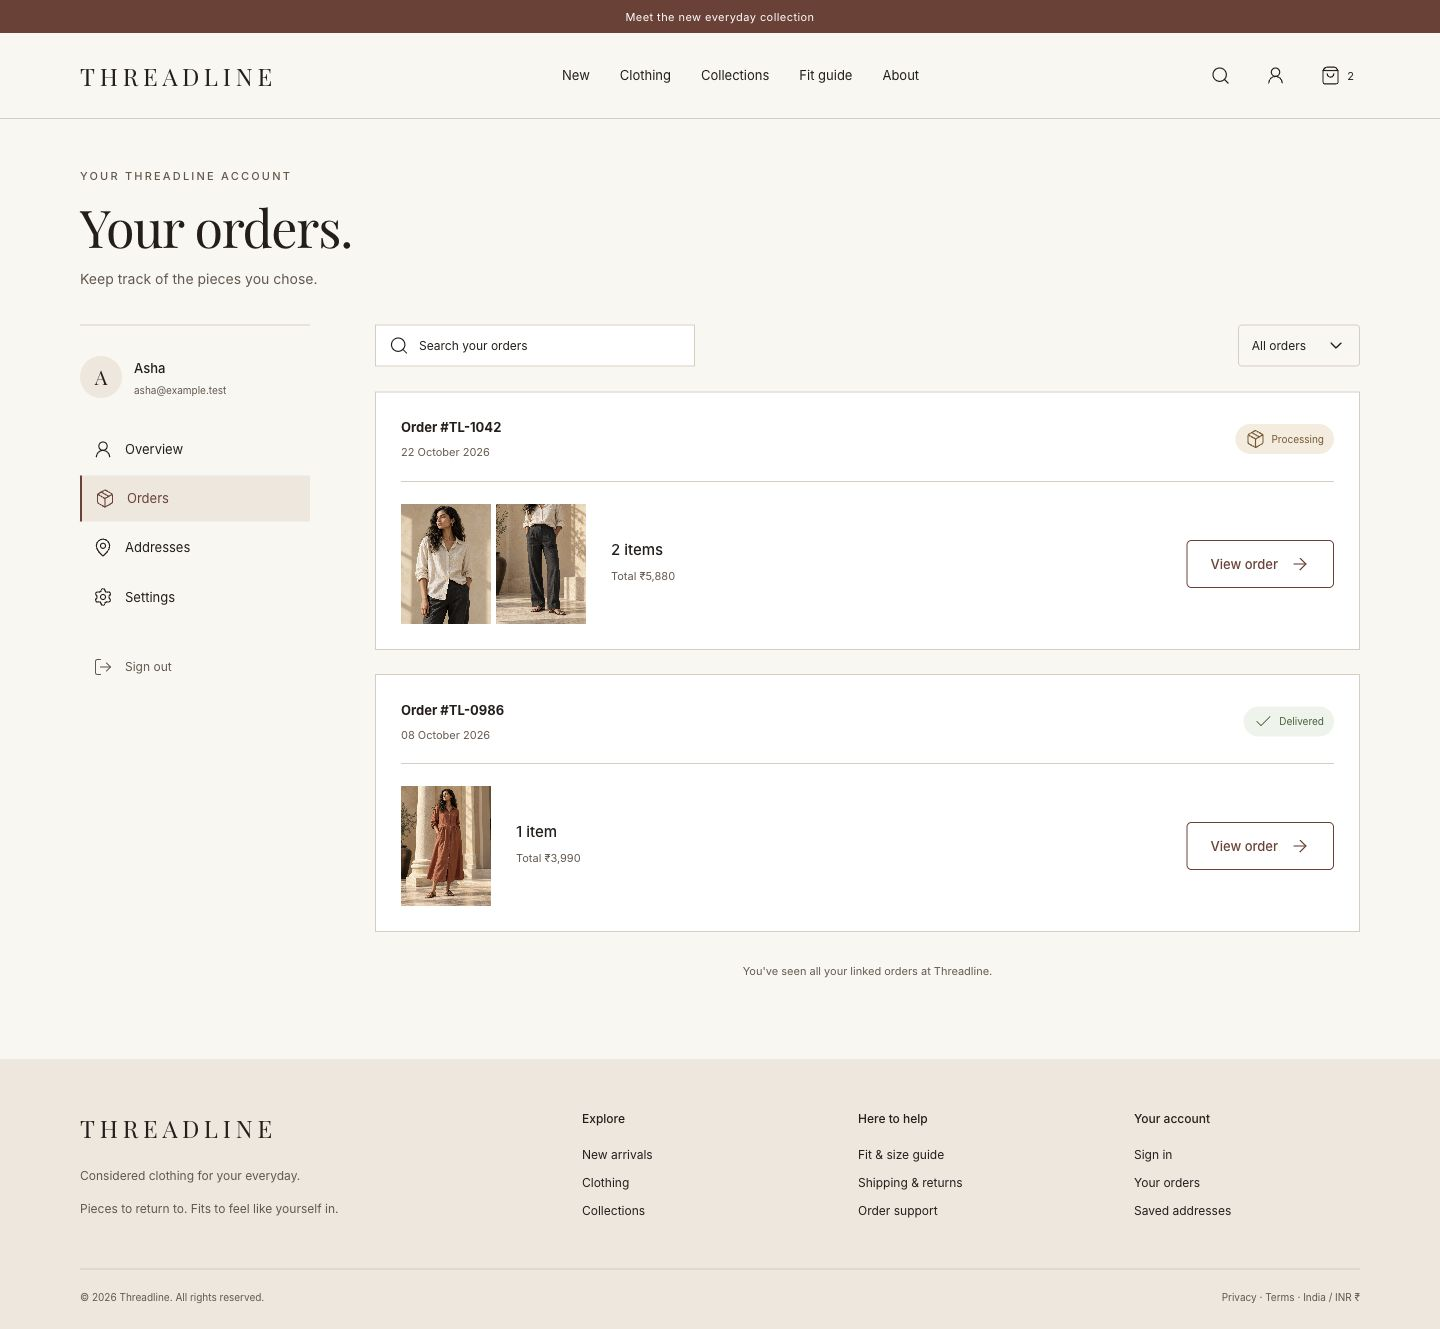 Meet the new everyday collection
THREADLINE
New Clothing Collections Fit guide About
2
YOUR THREADLINE ACCOUNT
Your orders.
Keep track of the pieces you chose.
A
Asha
asha@example.test
Overview
Orders
Addresses
Settings
Sign out
Search your orders
All orders
Order #TL-1042
22 October 2026
Processing
2 items
Total ₹5,880
View order
Order #TL-0986
08 October 2026
Delivered
1 item
Total ₹3,990
View order
You've seen all your linked orders at Threadline.
THREADLINE
Considered clothing for your everyday.
Pieces to return to. Fits to feel like yourself in.
Explore
New arrivals
Clothing
Collections
Here to help
Fit & size guide
Shipping & returns
Order support
Your account
Sign in
Your orders
Saved addresses
© 2026 Threadline. All rights reserved.
Privacy · Terms · India / INR ₹